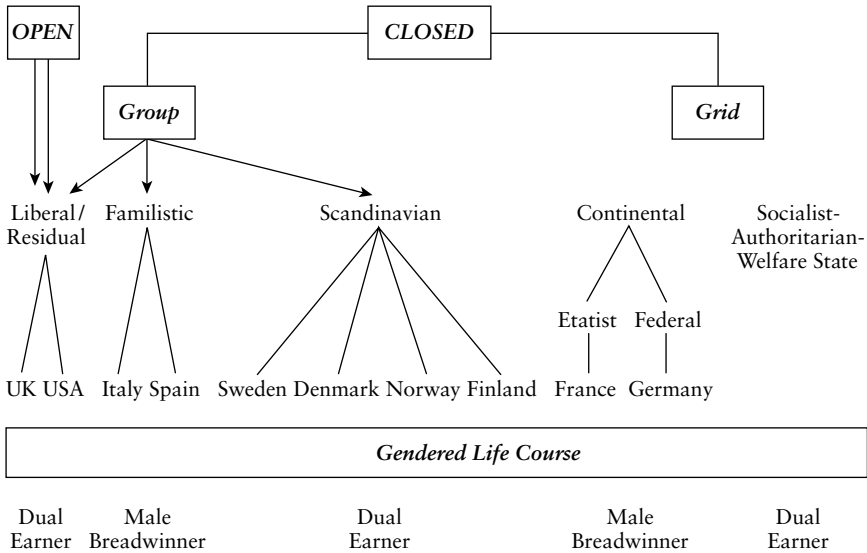 OPEN CLOSED
Group Grid
Liberal/ Familistic Scandinavian Continental Socialist-
Residual Authoritarian-
Welfare State
Etatist Federal
UK USA Italy Spain Sweden Denmark Norway Finland France Germany
Gendered Life Course
Dual Male Dual Male Dual
Earner Breadwinner Earner Breadwinner Earner